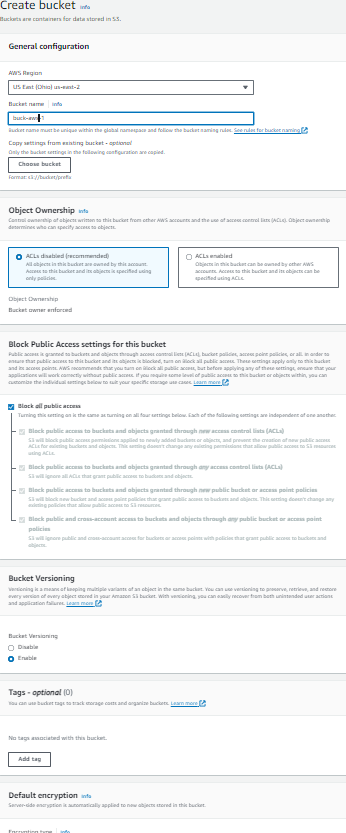 Create bucket Info
Buckets are containers for data stored in S3.
General configuration
AWS Region
US East (Ohio) us-east-2
Bucket name Info
buck-aws-1
Bucket name must be unique within the global namespace and follow the bucket naming rules. See rules for bucket naming
Copy settings from existing bucket - optional
Only the bucket settings in the following configuration are copied.
Choose bucket
Format: s3://bucket/prefix
Object Ownership Info
Control ownership of objects written to this bucket from other AWS accounts and the use of access control lists (ACLs). Object ownership
determines who can specify access to objects.
ACLs disabled (recommended)
All objects in this bucket are owned by this account.
Access to this bucket and its objects is specified using
only policies.
ACLs enabled
Objects in this bucket can be owned by other AWS
accounts. Access to this bucket and its objects can be
specified using ACLs.
Object Ownership
Bucket owner enforced
Block Public Access settings for this bucket
Public access is granted to buckets and objects through access control lists (ACLs), bucket policies, access point policies, or all. In order to
ensure that public access to this bucket and its objects is blocked, turn on Block all public access. These settings apply only to this bucket
and its access points. AWS recommends that you turn on Block all public access, but before applying any of these settings, ensure that your
applications will work correctly without public access. If you require some level of public access to this bucket or objects within, you can
customize the individual settings below to suit your specific storage use cases. Learn more
Block all public access
Turning this setting on is the same as turning on all four settings below. Each of the following settings are independent of one another.
Block public access to buckets and objects granted through new access control lists (ACLs)
S3 will block public access permissions applied to newly added buckets or objects, and prevent the creation of new public access
ACLs for existing buckets and objects. This setting doesn't change any existing permissions that allow public access to S3 resources
using ACLs.
Block public access to buckets and objects granted through any access control lists (ACLs)
S3 will ignore all ACLs that grant public access to buckets and objects.
Block public access to buckets and objects granted through new public bucket or access point policies
S3 will block new bucket and access point policies that grant public access to buckets and objects. This setting doesn't change any
existing policies that allow public access to S3 resources.
Block public and cross-account access to buckets and objects through any public bucket or access point
policies
S3 will ignore public and cross-account access for buckets or access points with policies that grant public access to buckets and
objects.
Bucket Versioning
Versioning is a means of keeping multiple variants of an object in the same bucket. You can use versioning to preserve, retrieve, and restore
every version of every object stored in your Amazon S3 bucket. With versioning, you can easily recover from both unintended user actions
and application failures. Learn more
Bucket Versioning
Disable
Enable
Tags - optional (0)
You can use bucket tags to track storage costs and organize buckets. Learn more
No tags associated with this bucket.
Add tag
Default encryption Info
Server-side encryption is automatically applied to new objects stored in this bucket.
Encryption type Info